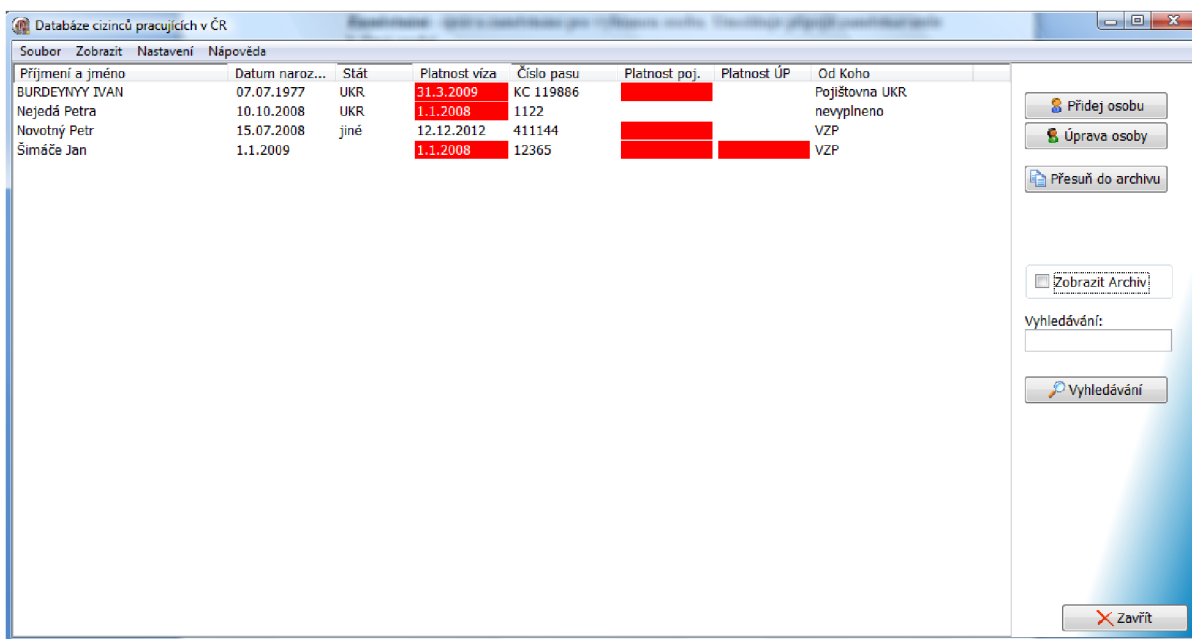 Databáze cizinců pracujících v ČR
Soubor Zobrazit Nastavení Nápověda
Příjmení a jméno Datum naroz... Stát Platnost víza Číslo pasu Platnost poj. Platnost ÚP Od Koho
BURDEYNYY IVAN 07.07.1977 UKR 31.3.2009 KC 119886 Pojištovna UKR
Nejedá Petra 10.10.2008 UKR 1.1.2008 1122 nevyplneno
Novotný Petr 15.07.2008 jiné 12.12.2012 411144 VZP
Šimáče Jan 1.1.2009 1.1.2008 12365 VZP
Přidej osobu
Úprava osoby
Přesuň do archivu
Zobrazit Archiv
Vyhledávání:
Vyhledávání
Zavřít